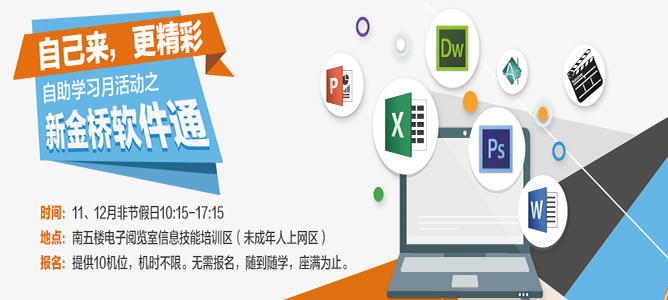 自己来，更精彩
自助学习月活动之
新金桥软件通
时间：11、12月非节假日10:15-17:15
地点：南五楼电子阅览室信息技能培训区（未成年人上网区）
报名：提供10机位，机时不限。无需报名，随到随学，座满为止。
P
X
Dw
A
Ps
W